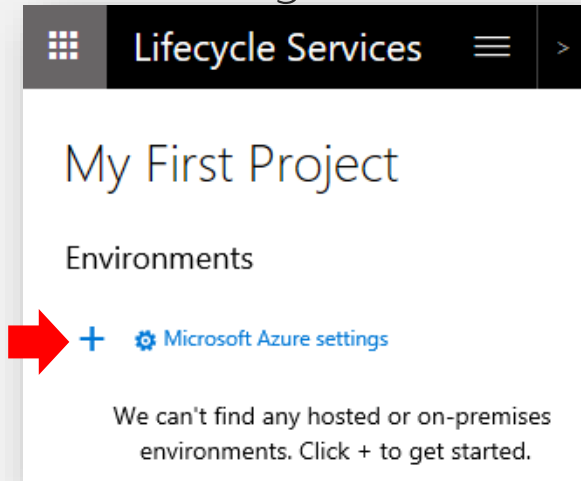 Lifecycle Services >
My First Project
Environments
+ Microsoft Azure settings
We can't find any hosted or on-premises
environments. Click + to get started.